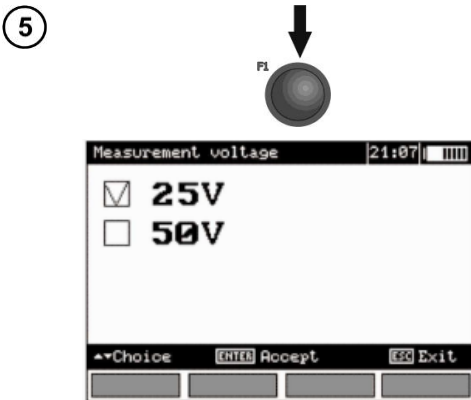 5
F1
Measurement voltage 21:07
25V
50V
Choice ENTER Accept ESC Exit